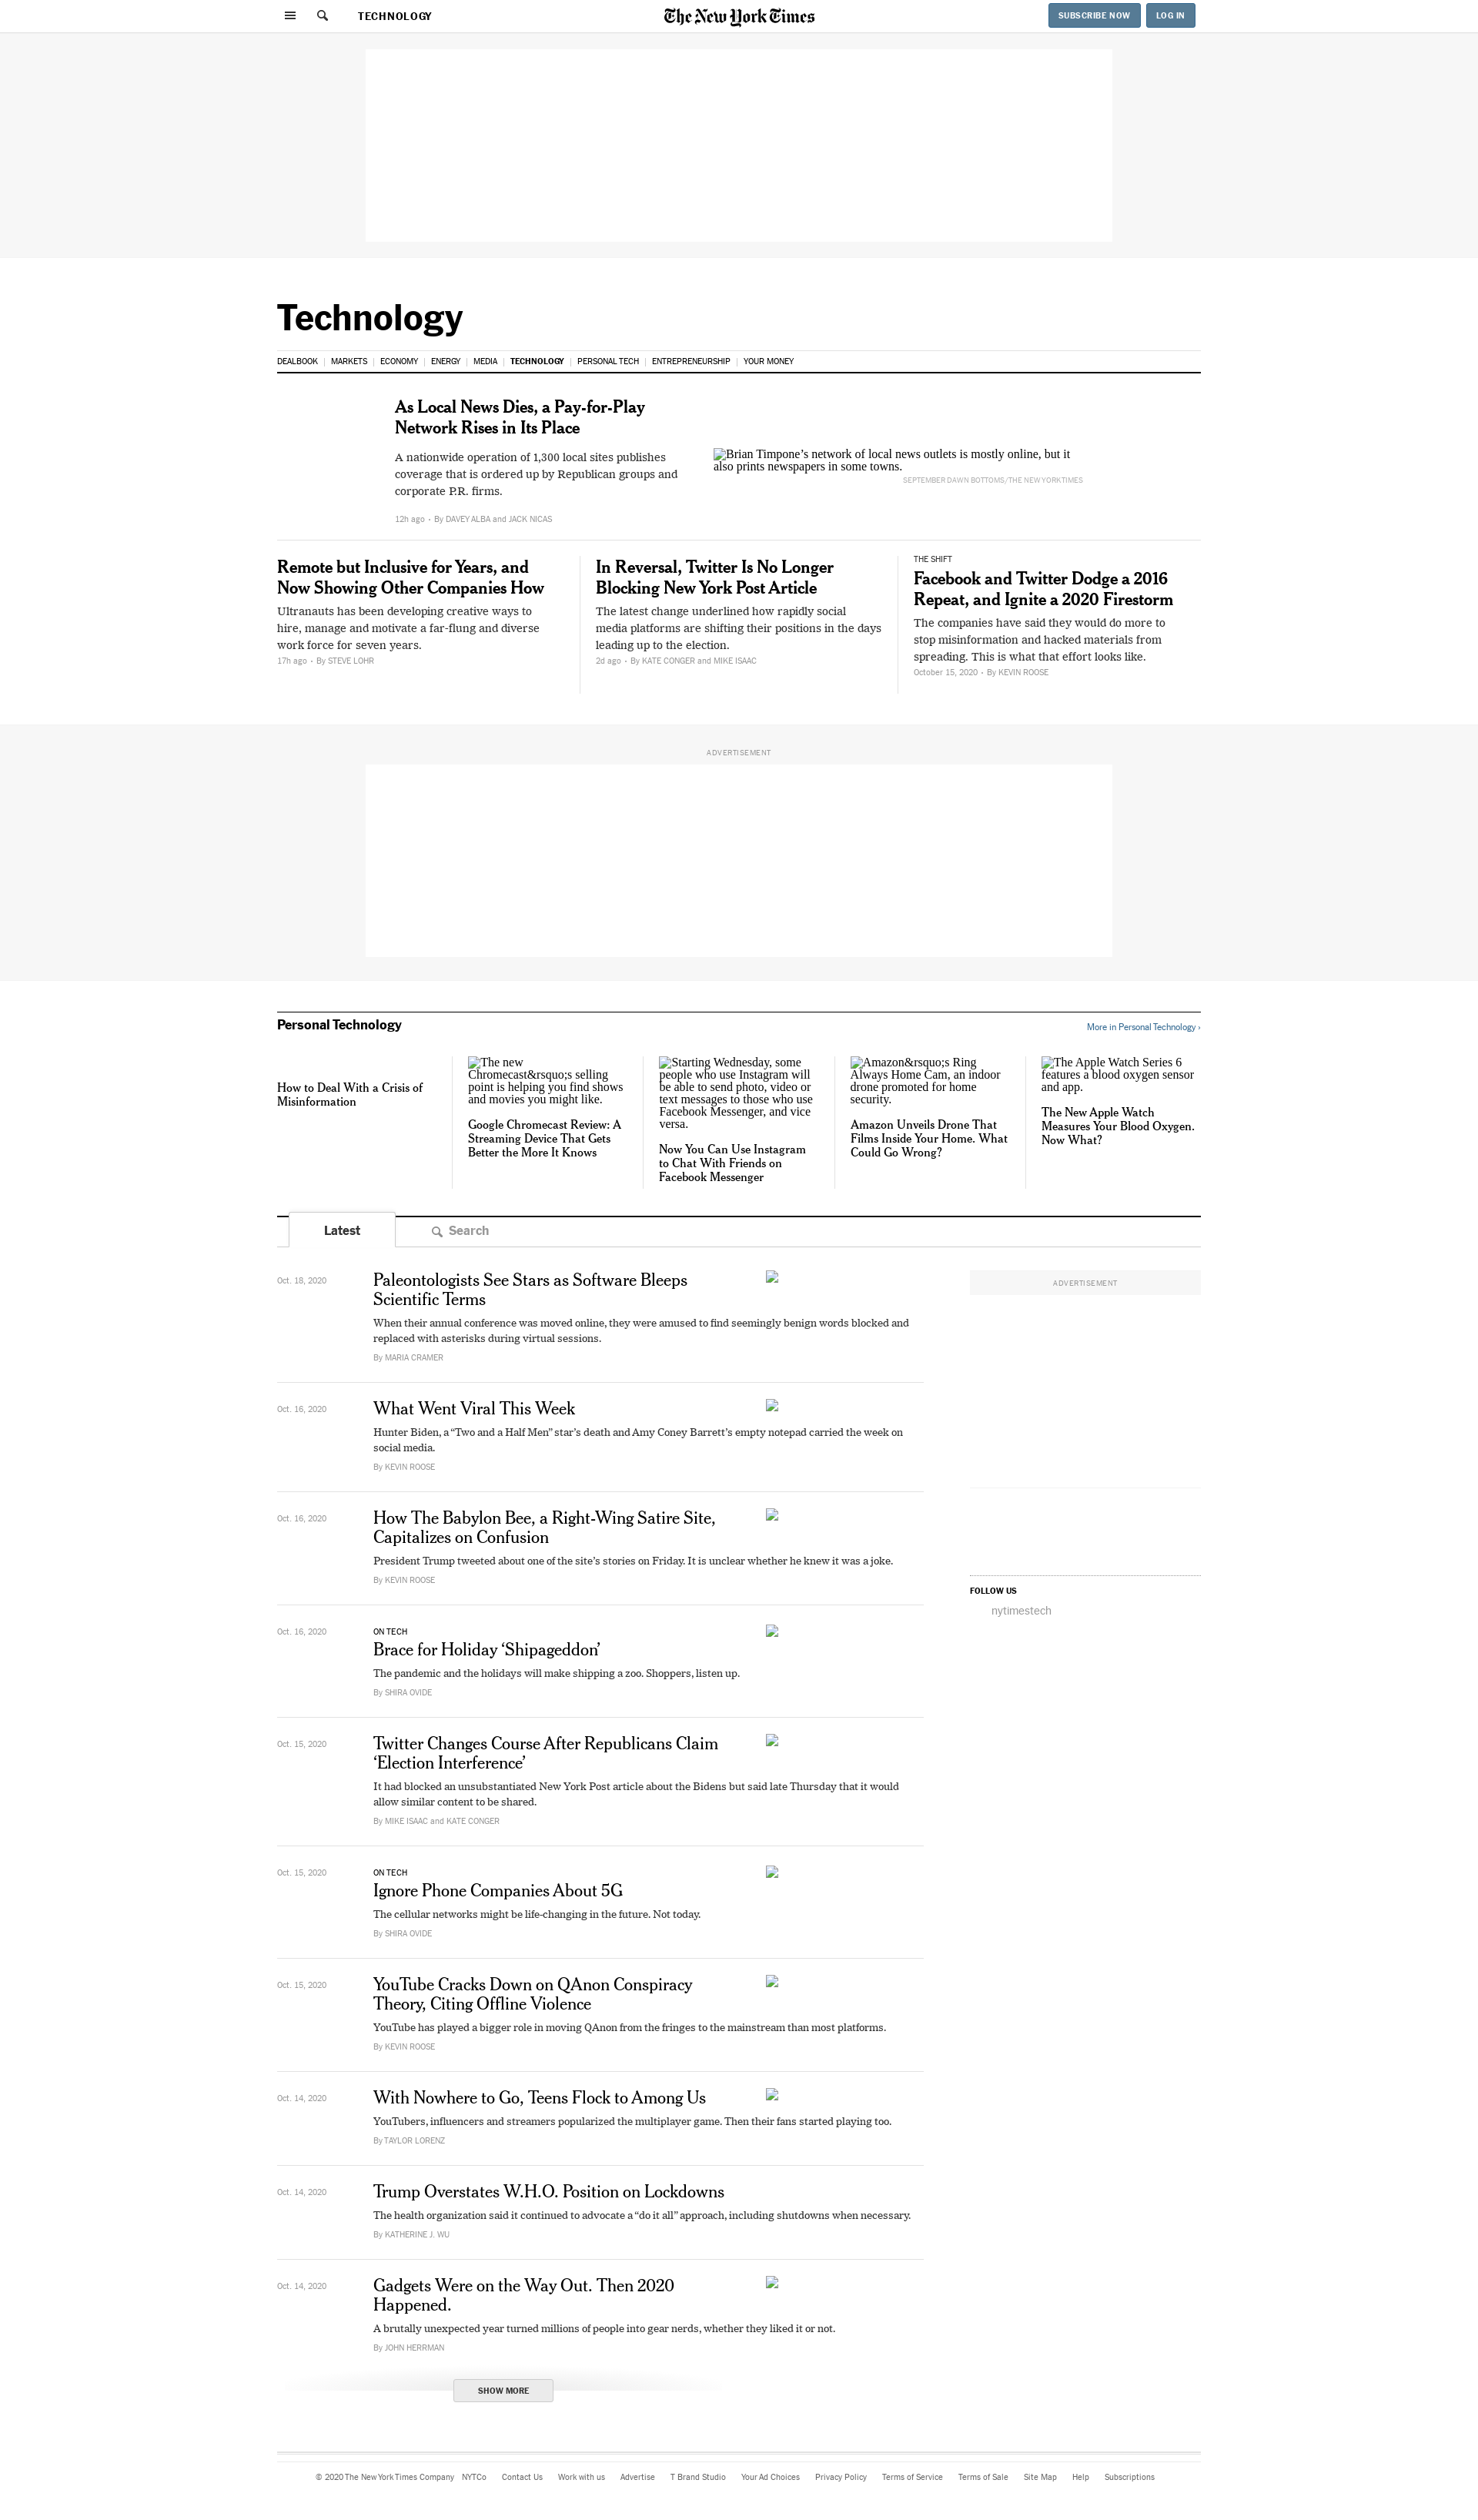 TECHNOLOGY
The New York Times
SUBSCRIBE NOW
LOG IN
Technology
DEALBOOK MARKETS ECONOMY ENERGY MEDIA TECHNOLOGY PERSONAL TECH ENTREPRENEURSHIP YOUR MONEY
As Local News Dies, a Pay-for-Play
Network Rises in Its Place
A nationwide operation of 1,300 local sites publishes
coverage that is ordered up by Republican groups and
corporate P.R. firms.
12h ago • By DAVEY ALBA and JACK NICAS
Brian Timpone’s network of local news outlets is mostly online, but it
also prints newspapers in some towns.
SEPTEMBER DAWN BOTTOMS/THE NEW YORK TIMES
Remote but Inclusive for Years, and
Now Showing Other Companies How
Ultranauts has been developing creative ways to
hire, manage and motivate a far-flung and diverse
work force for seven years.
17h ago • By STEVE LOHR
In Reversal, Twitter Is No Longer
Blocking New York Post Article
The latest change underlined how rapidly social
media platforms are shifting their positions in the days
leading up to the election.
2d ago • By KATE CONGER and MIKE ISAAC
THE SHIFT
Facebook and Twitter Dodge a 2016
Repeat, and Ignite a 2020 Firestorm
The companies have said they would do more to
stop misinformation and hacked materials from
spreading. This is what that effort looks like.
October 15, 2020 • By KEVIN ROOSE
ADVERTISEMENT
Personal Technology
More in Personal Technology ›
How to Deal With a Crisis of
Misinformation
The new
Chromecast&rsquo;s selling
point is helping you find shows
and movies you might like.
Google Chromecast Review: A
Streaming Device That Gets
Better the More It Knows
Starting Wednesday, some
people who use Instagram will
be able to send photo, video or
text messages to those who use
Facebook Messenger, and vice
versa.
Now You Can Use Instagram
to Chat With Friends on
Facebook Messenger
Amazon&rsquo;s Ring
Always Home Cam, an indoor
drone promoted for home
security.
Amazon Unveils Drone That
Films Inside Your Home. What
Could Go Wrong?
The Apple Watch Series 6
features a blood oxygen sensor
and app.
The New Apple Watch
Measures Your Blood Oxygen.
Now What?
Latest
Search
Oct. 18, 2020
Paleontologists See Stars as Software Bleeps
Scientific Terms
When their annual conference was moved online, they were amused to find seemingly benign words blocked and
replaced with asterisks during virtual sessions.
By MARIA CRAMER
ADVERTISEMENT
Oct. 16, 2020
What Went Viral This Week
Hunter Biden, a “Two and a Half Men” star’s death and Amy Coney Barrett’s empty notepad carried the week on
social media.
By KEVIN ROOSE
Oct. 16, 2020
How The Babylon Bee, a Right-Wing Satire Site,
Capitalizes on Confusion
President Trump tweeted about one of the site’s stories on Friday. It is unclear whether he knew it was a joke.
By KEVIN ROOSE
FOLLOW US
nytimestech
Oct. 16, 2020
ON TECH
Brace for Holiday ‘Shipageddon’
The pandemic and the holidays will make shipping a zoo. Shoppers, listen up.
By SHIRA OVIDE
Oct. 15, 2020
Twitter Changes Course After Republicans Claim
‘Election Interference’
It had blocked an unsubstantiated New York Post article about the Bidens but said late Thursday that it would
allow similar content to be shared.
By MIKE ISAAC and KATE CONGER
Oct. 15, 2020
ON TECH
Ignore Phone Companies About 5G
The cellular networks might be life-changing in the future. Not today.
By SHIRA OVIDE
Oct. 15, 2020
YouTube Cracks Down on QAnon Conspiracy
Theory, Citing Offline Violence
YouTube has played a bigger role in moving QAnon from the fringes to the mainstream than most platforms.
By KEVIN ROOSE
Oct. 14, 2020
With Nowhere to Go, Teens Flock to Among Us
YouTubers, influencers and streamers popularized the multiplayer game. Then their fans started playing too.
By TAYLOR LORENZ
Oct. 14, 2020
Trump Overstates W.H.O. Position on Lockdowns
The health organization said it continued to advocate a “do it all” approach, including shutdowns when necessary.
By KATHERINE J. WU
Oct. 14, 2020
Gadgets Were on the Way Out. Then 2020
Happened.
A brutally unexpected year turned millions of people into gear nerds, whether they liked it or not.
By JOHN HERRMAN
SHOW MORE
© 2020 The New York Times Company NYTCo Contact Us Work with us Advertise T Brand Studio Your Ad Choices Privacy Policy Terms of Service Terms of Sale Site Map Help Subscriptions